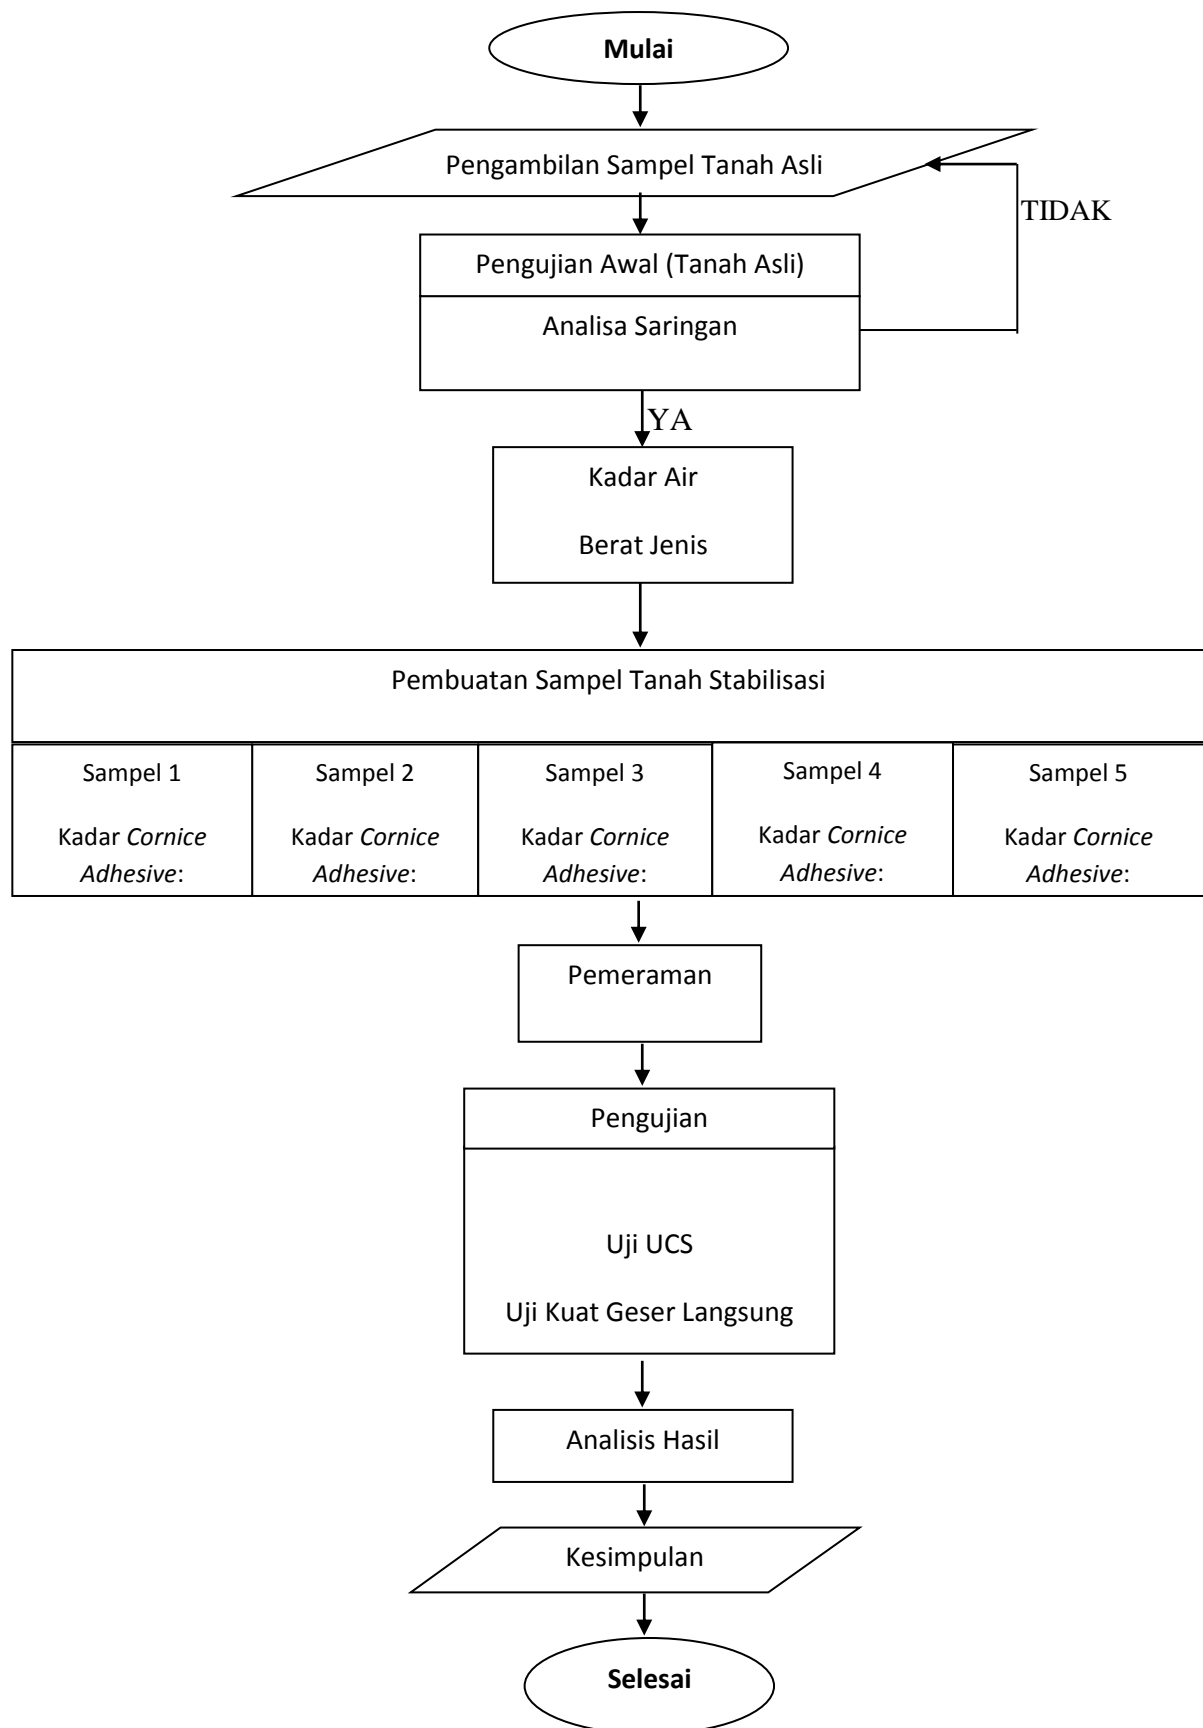 Mulai
Pengambilan Sampel Tanah Asli
TIDAK
Pengujian Awal (Tanah Asli)
Analisa Saringan
YA
Kadar Air
Berat Jenis
Pembuatan Sampel Tanah Stabilisasi
Sampel 1
Kadar Cornice
Adhesive:
Sampel 2
Kadar Cornice
Adhesive:
Sampel 3
Kadar Cornice
Adhesive:
Sampel 4
Kadar Cornice
Adhesive:
Sampel 5
Kadar Cornice
Adhesive:
Pemeraman
Pengujian
Uji UCS
Uji Kuat Geser Langsung
Analisis Hasil
Kesimpulan
Selesai